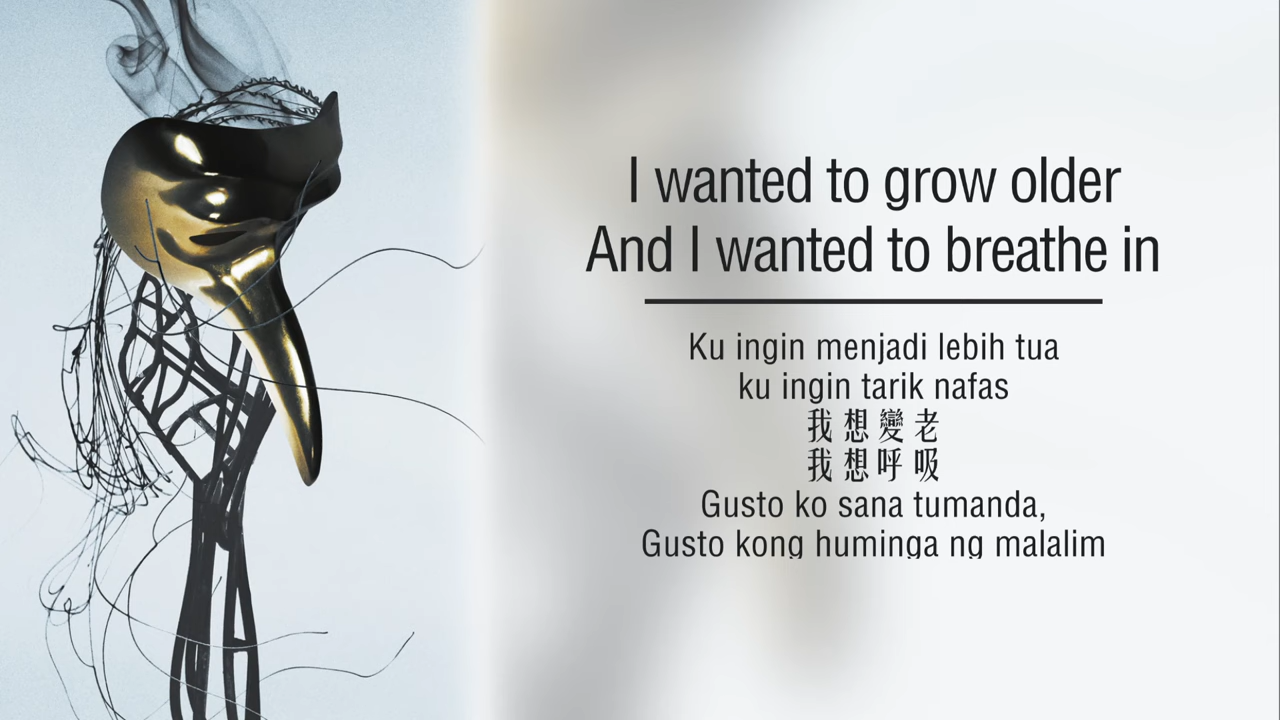 I wanted to grow older
And I wanted to breathe in
Ku ingin menjadi lebih tua
ku ingin tarik nafas
我想變老
我想呼吸
Gusto ko sana tumanda,
Gusto kong huminga ng malalim